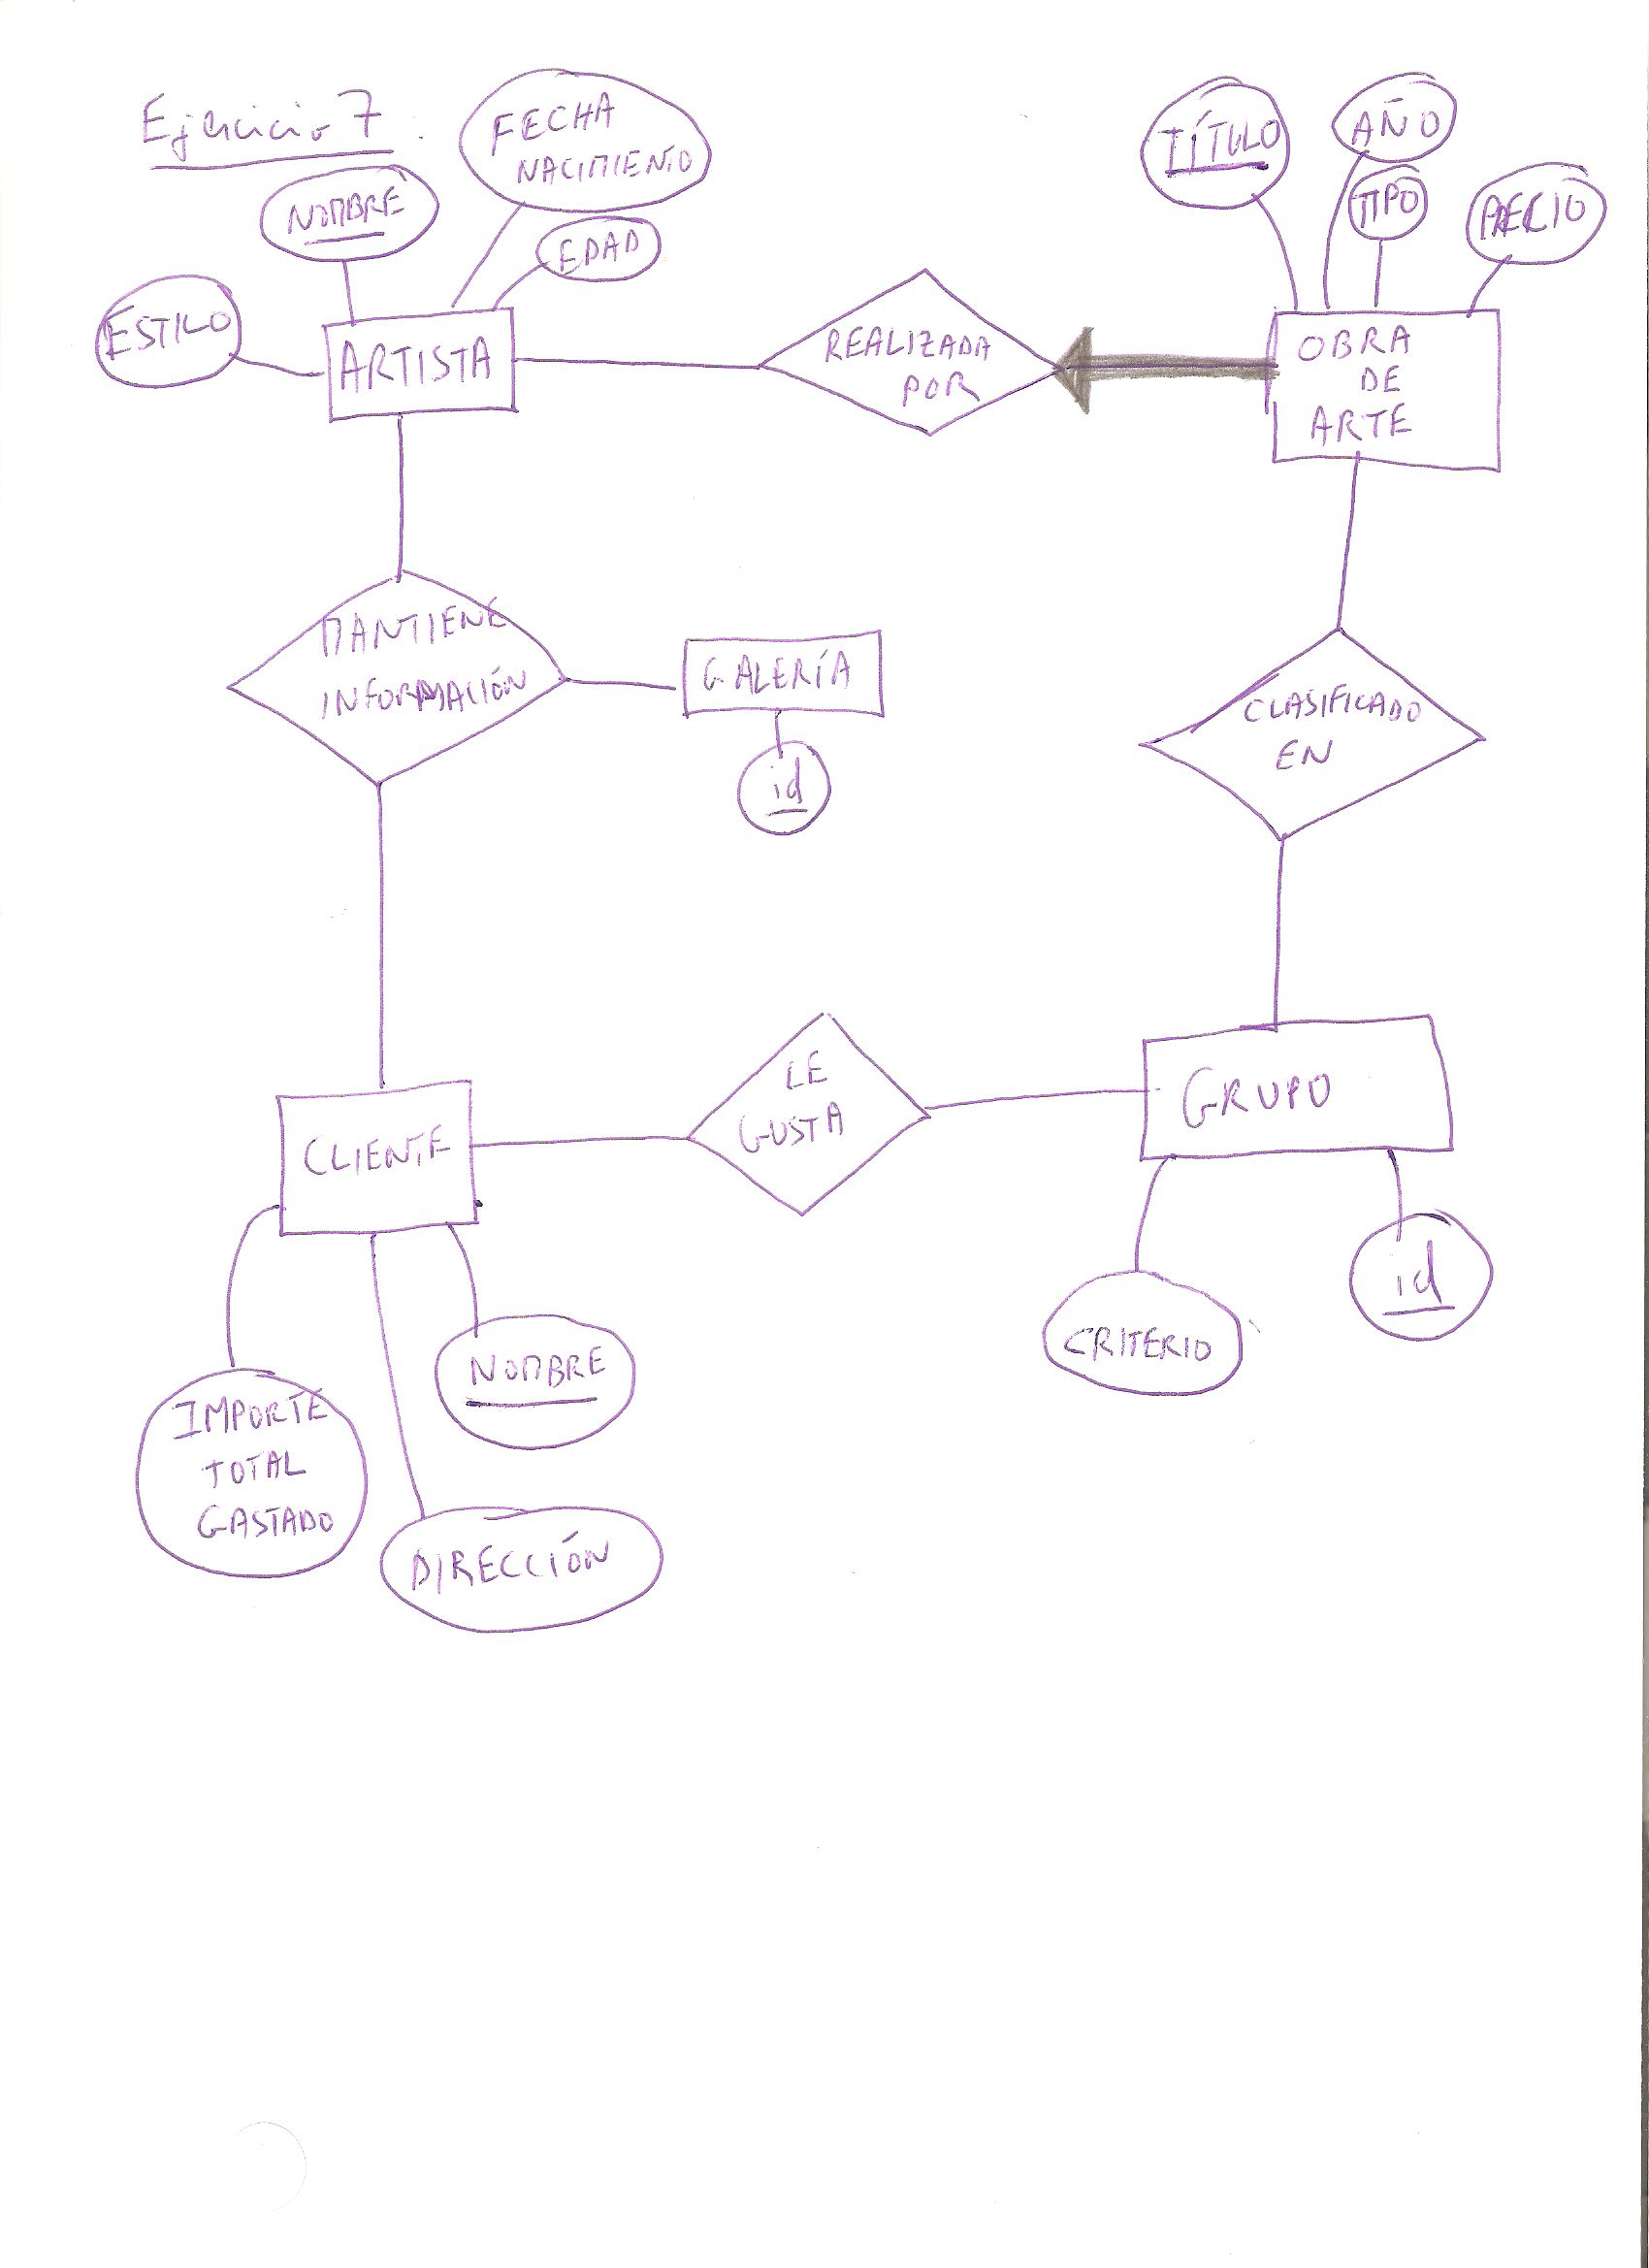 Ejercicio 7
FECHA
NACIMIENTO
NOMBRE
EDAD
ESTILO
ARTISTA
TÍTULO
AÑO
TIPO
PRECIO
REALIZADA
POR
OBRA
DE
ARTE
MANTIENE
INFORMACIÓN
GALERÍA
id
CLASIFICADO
EN
CLIENTE
LE
GUSTA
GRUPO
IMPORTE
TOTAL
GASTADO
NOMBRE
DIRECCIÓN
CRITERIO
id